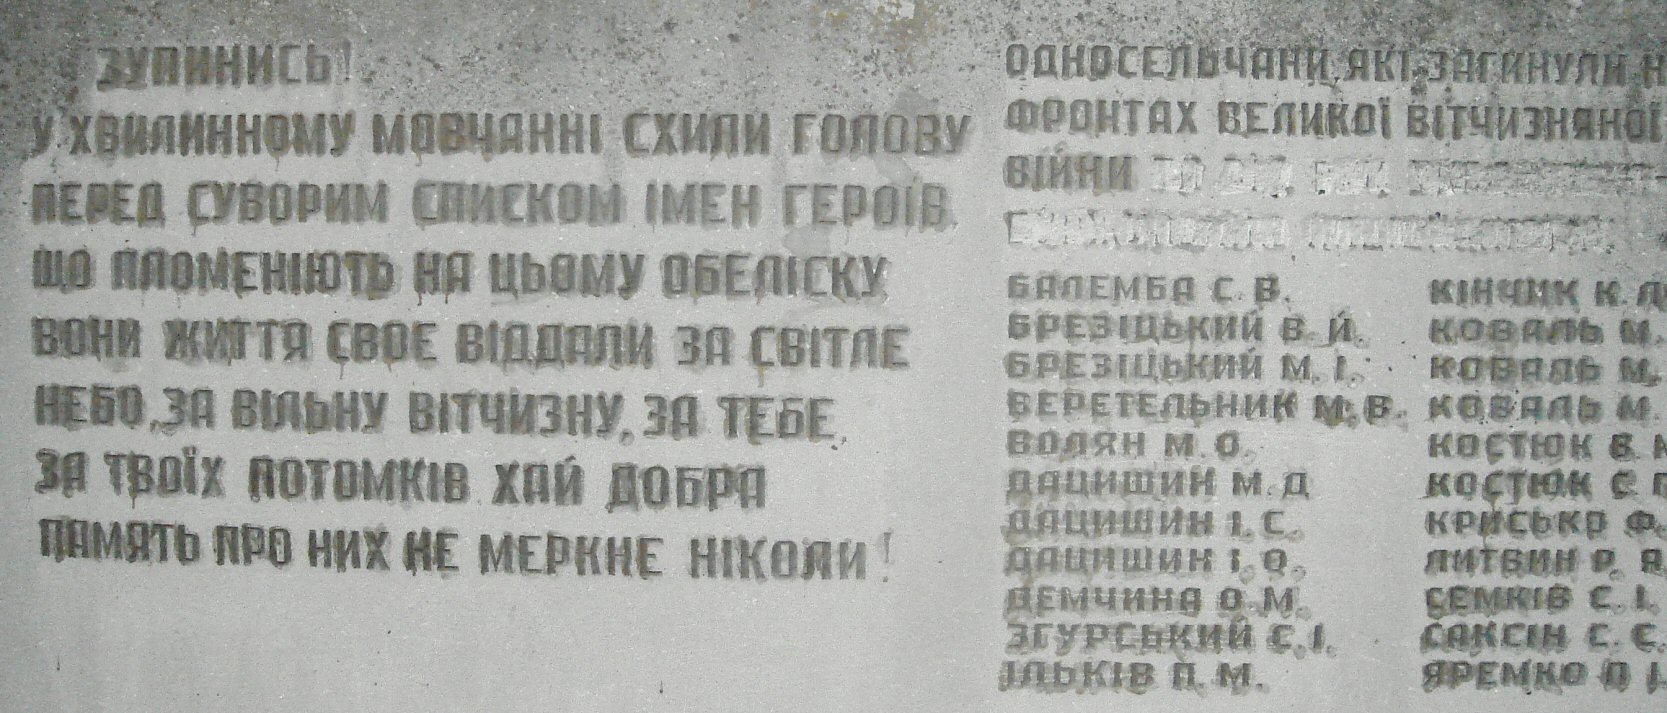 ЗУПИНИСЬ!
У ХВИЛИННОМУ МОВЧАННІ СХИЛИ ГОЛОВУ
ПЕРЕД СУВОРИМ СПИСКОМ ІМЕН ГЕРОЇВ,
ЩО ПЛОМЕНІЮТЬ НА ЦЬОМУ ОБЕЛІСКУ
ВОНИ ЖИТТЯ СВОЄ ВІДДАЛИ ЗА СВІТЛЕ
НЕБО, ЗА ВІЛЬНУ ВІТЧИЗНУ, ЗА ТЕБЕ,
ЗА ТВОЇХ ПОТОМКІВ ХАЙ ДОБРА
ПАМЯТЬ ПРО НИХ НЕ МЕРКНЕ НІКОЛИ!
ОДНОСЕЛЬЧАНИ, ЯКІ ЗАГИНУЛИ Н
ФРОНТАХ ВЕЛИКОЇ ВІТЧИЗНЯНОЇ
ВІЙНИ
БАЛЕМБА С. В.
БРЕЗІЦЬКИЙ В. Й.
БРЕЗІЦЬКИЙ М. І.
ВЕРЕТЕЛЬНИК М. В.
ВОЛЯН М. О.
ДАЦИШИН М. Д
ДАЦИШИН І. С.
ДАЦИШИН І. О.
ДЕМЧИНА О. М.
ЗГУРСЬКИЙ Є. І.
ІЛЬКІВ П. М.
КІНЧИК К. Д
КОВАЛЬ М.
КОВАЛЬ М.
КОВАЛЬ М.
КОСТЮК В.
КОСТЮК С.
КРИСЬКО Ф.
ЛИТВИН Р. Я
СЕМКІВ С. І.
САКСІН С. Є.
ЯРЕМКО П І.